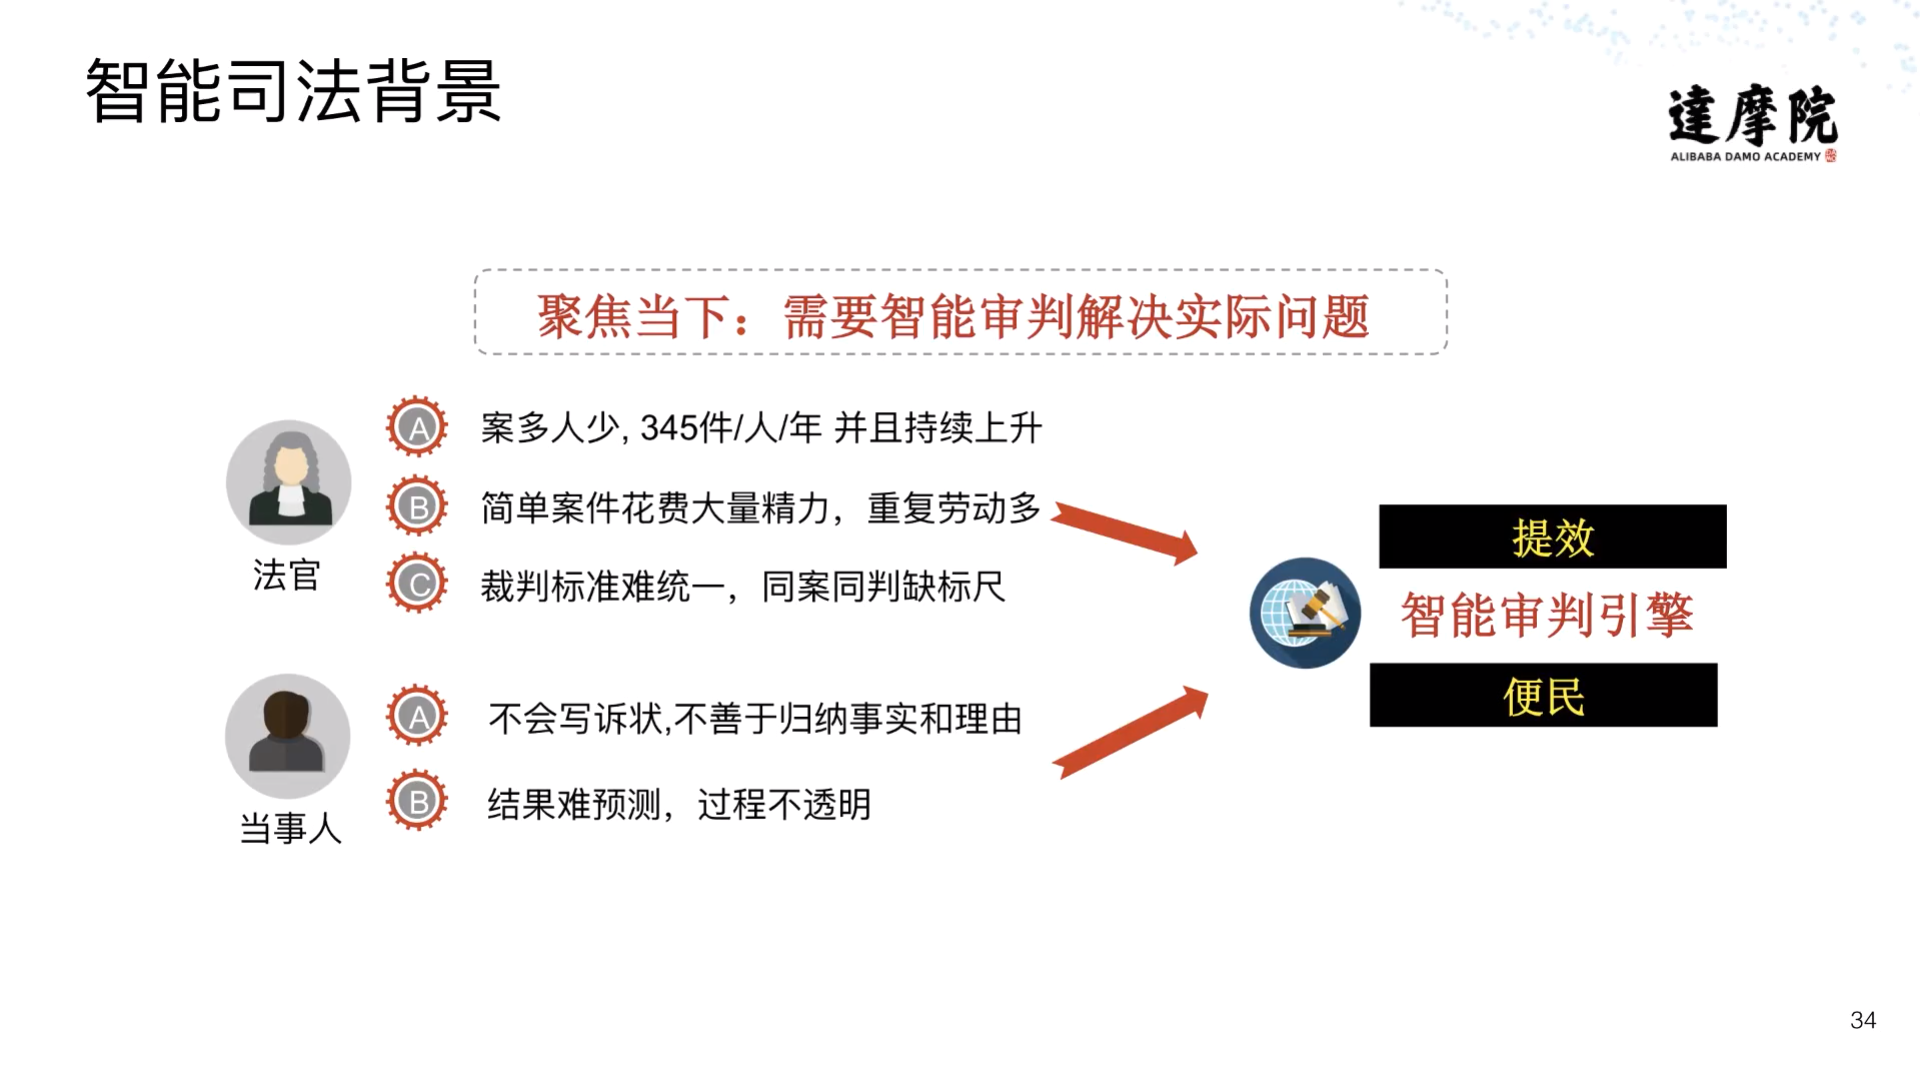 智能司法背景
達摩院
ALIBABA DAMO ACADEMY
聚焦当下：需要智能审判解决实际问题
A 案多人少, 345件/人/年 并且持续上升
B 简单案件花费大量精力，重复劳动多
C 裁判标准难统一，同案同判缺标尺
法官
A 不会写诉状,不善于归纳事实和理由
B 结果难预测，过程不透明
当事人
提效
智能审判引擎
便民
34